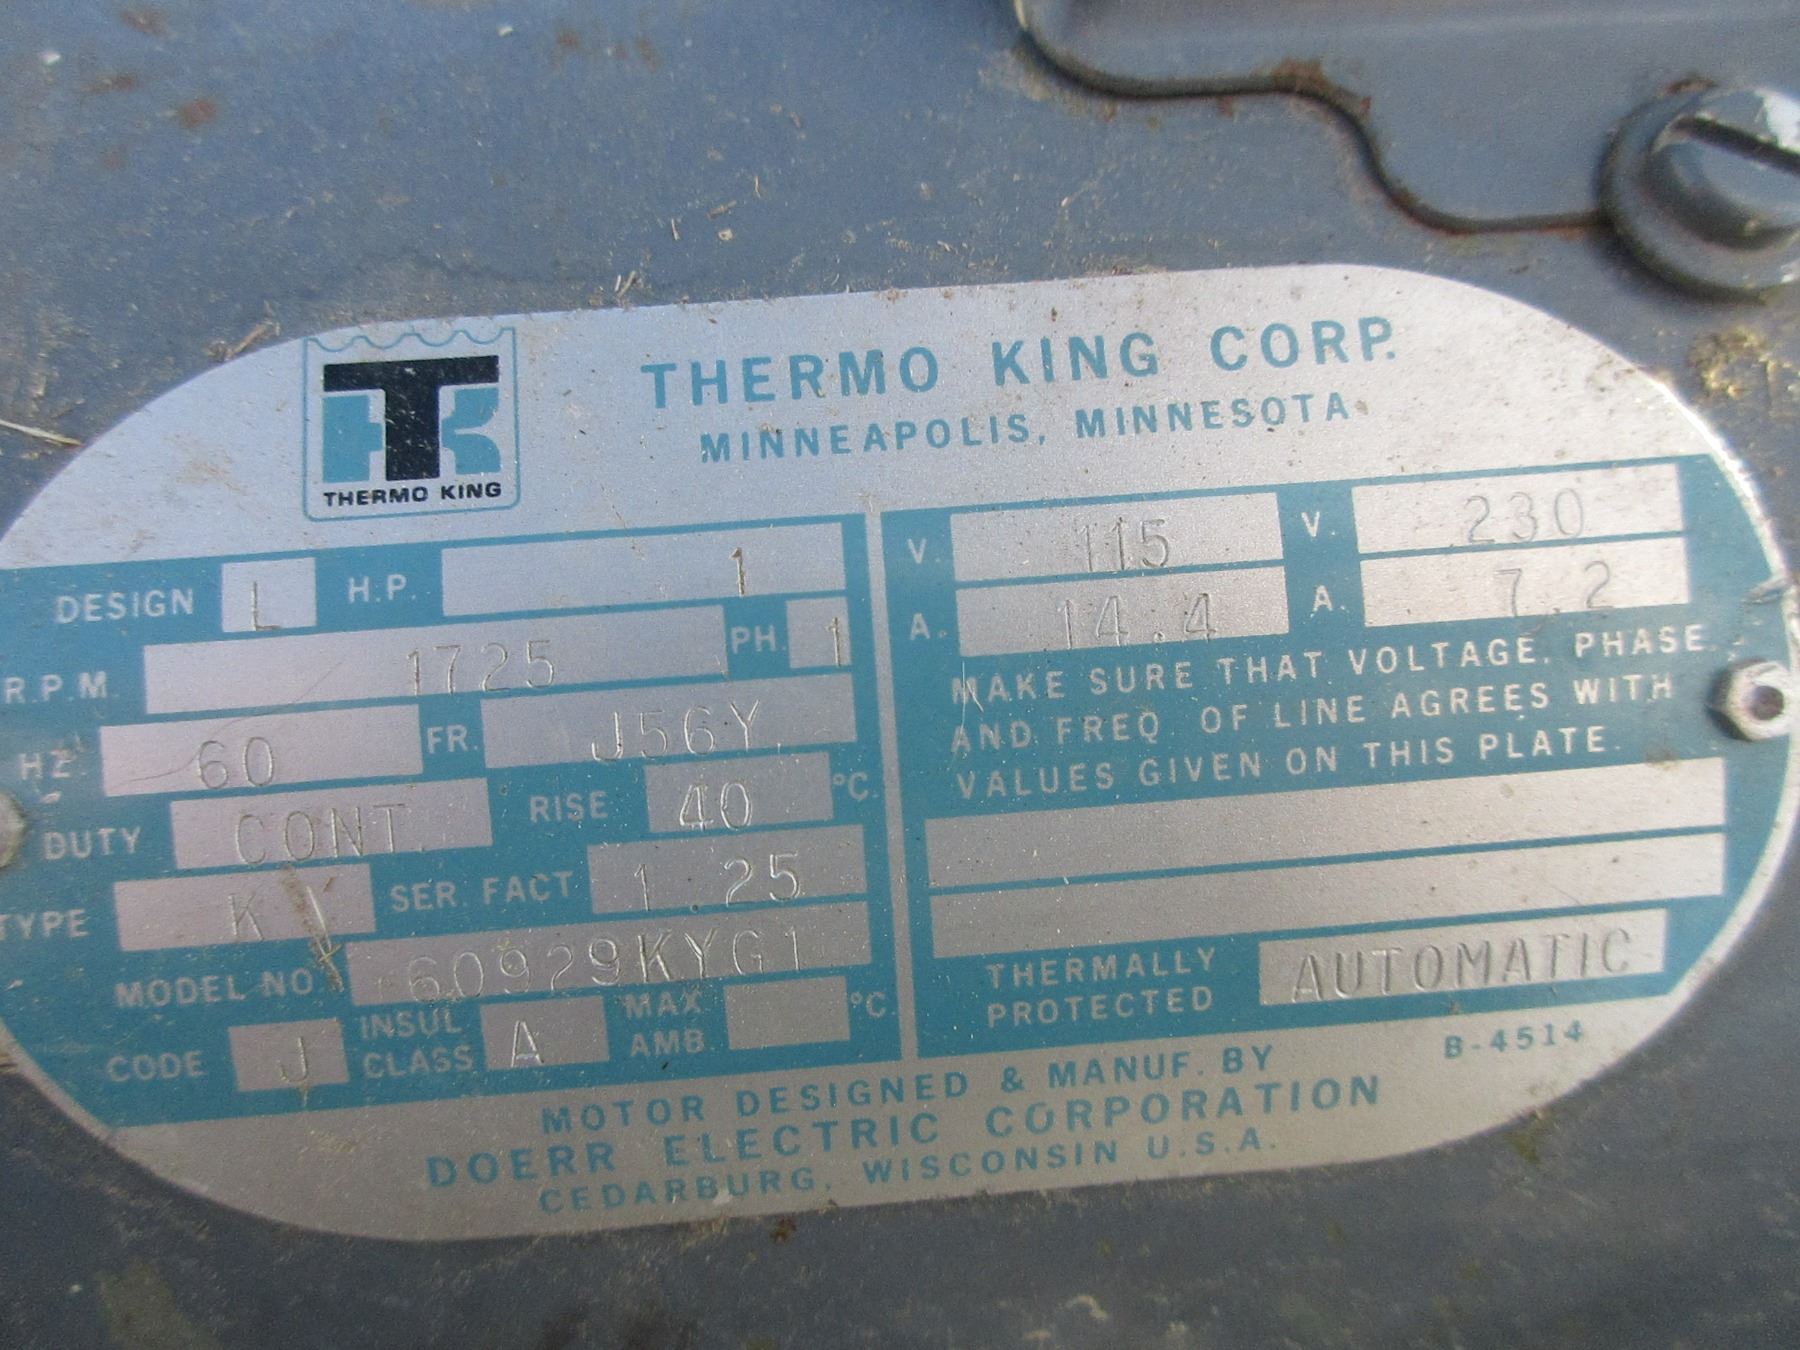 THERMO KING
THERMO KING CORP.
MINNEAPOLIS, MINNESOTA
DESIGN L H.P. 1
R.P.M. 1725 PH. 1
HZ. 60 FR. J56Y
DUTY CONT. RISE 40 °C.
TYPE K SER. FACT 1.25
MODEL NO. 60929KYG1
CODE J INSUL CLASS A MAX. AMB. °C.
V. 115 V. 230
A. 14.4 A. 7.2
MAKE SURE THAT VOLTAGE, PHASE
AND FREQ. OF LINE AGREES WITH
VALUES GIVEN ON THIS PLATE.
THERMALLY PROTECTED AUTOMATIC
B-4514
MOTOR DESIGNED & MANUF. BY
DOERR ELECTRIC CORPORATION
CEDARBURG, WISCONSIN U.S.A.